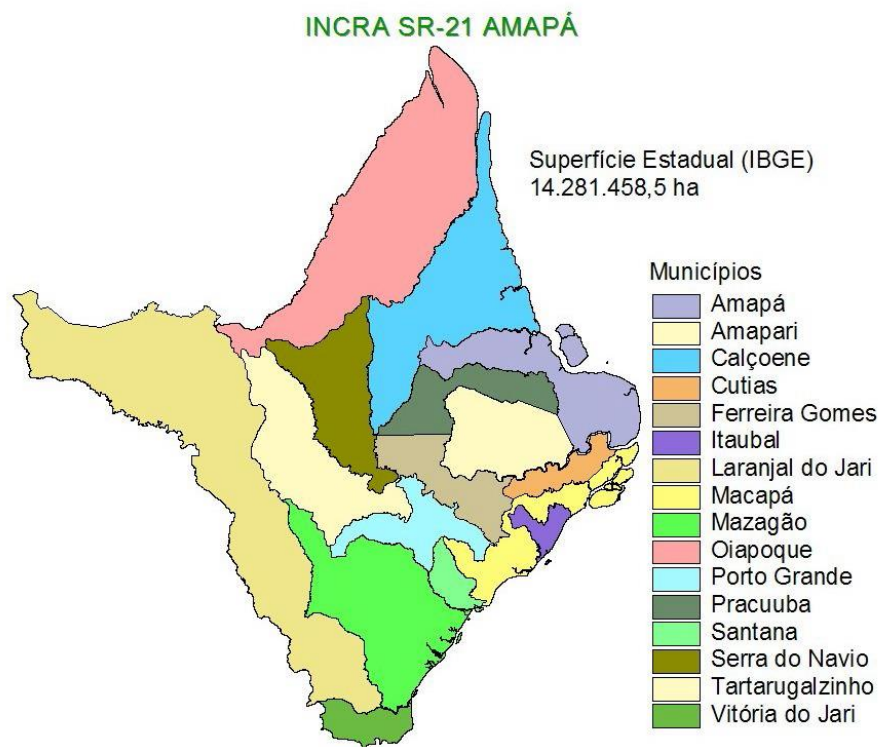 INCRA SR-21 AMAPÁ
Superfície Estadual (IBGE)
14.281.458,5 ha
Municípios
Amapá
Amapari
Calçoene
Cutias
Ferreira Gomes
Itaubal
Laranjal do Jari
Macapá
Mazagão
Oiapoque
Porto Grande
Pracuuba
Santana
Serra do Navio
Tartarugalzinho
Vitória do Jari